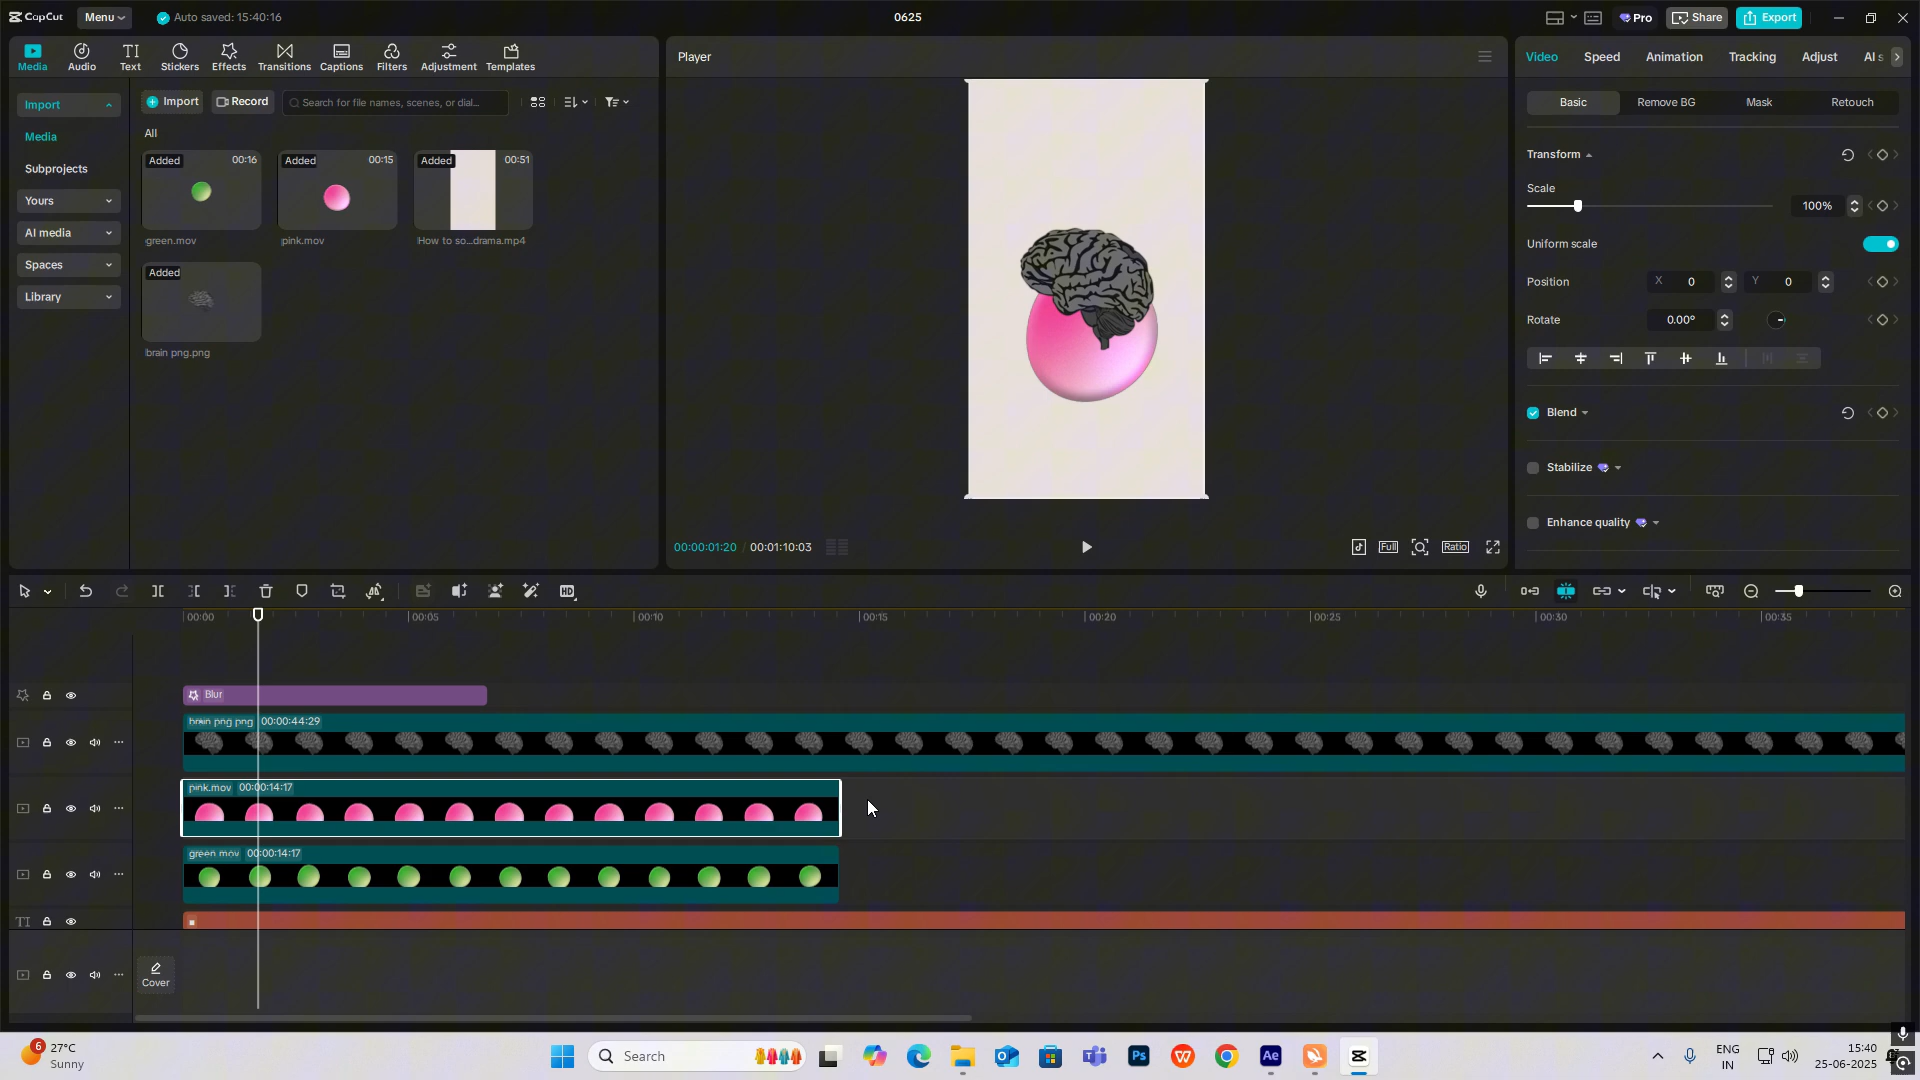 CapCut
Menu
Auto saved: 15:40:16
0625
Pro
Share
Export
Media
Audio
Text
Stickers
Effects
Transitions
Captions
Filters
Adjustment
Templates
Import
Media
Subprojects
Yours
AI media
Spaces
Library
Import
Record
Search for file names, scenes, or dial...
All
Added 00:16
green.mov
Added 00:15
pink.mov
Added 00:51
How to so...drama.mp4
Added
brain png.png
Player
00:00:01:20 / 00:01:10:03
Full
Ratio
Video
Speed
Animation
Tracking
Adjust
AI s
Basic
Remove BG
Mask
Retouch
Transform
Scale
100%
Uniform scale
Position
X 0
Y 0
Rotate
0.00°
Blend
Stabilize
Enhance quality
HD
00:00
00:05
00:10
00:15
00:20
00:25
00:30
00:35
Blur
brain png.png 00:00:44:29
pink.mov 00:00:14:17
green.mov 00:00:14:17
TI
Cover
6
27°C
Sunny
Search
Ps
Ae
ENG
IN
15:40
25-06-2025